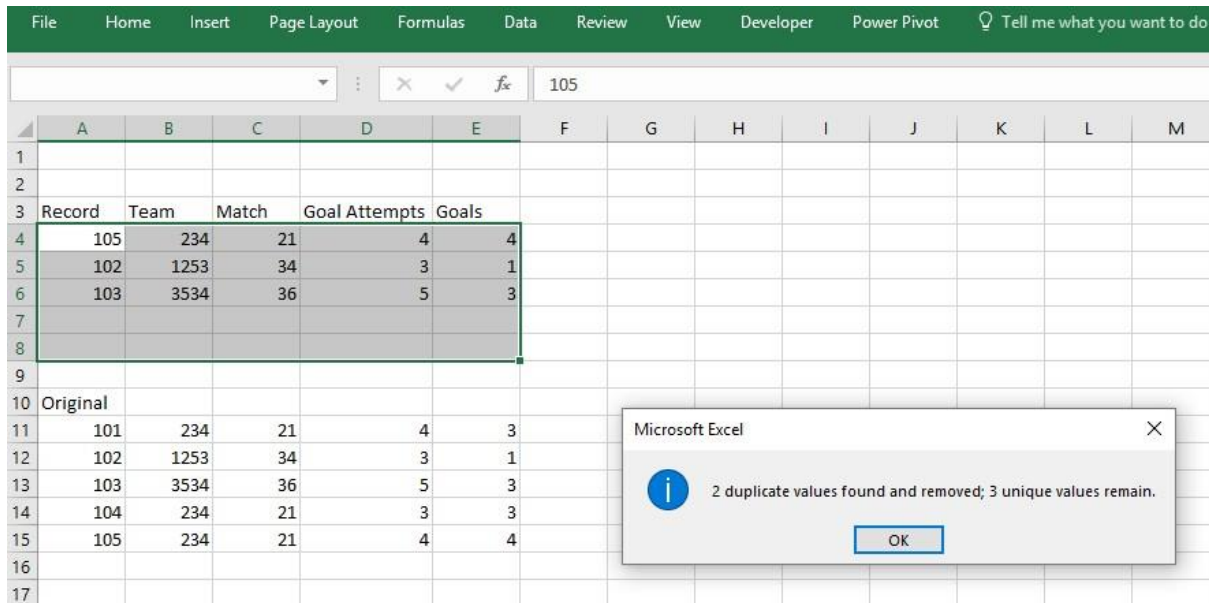 File Home Insert Page Layout Formulas Data Review View Developer Power Pivot Tell me what you want to do
fx 105
A B C D E F G H I J K L M
1
2
3 Record Team Match Goal Attempts Goals
4 105 234 21 4 4
5 102 1253 34 3 1
6 103 3534 36 5 3
7
8
9
10 Original
11 101 234 21 4 3
12 102 1253 34 3 1
13 103 3534 36 5 3
14 104 234 21 3 3
15 105 234 21 4 4
16
17
Microsoft Excel
2 duplicate values found and removed; 3 unique values remain.
OK